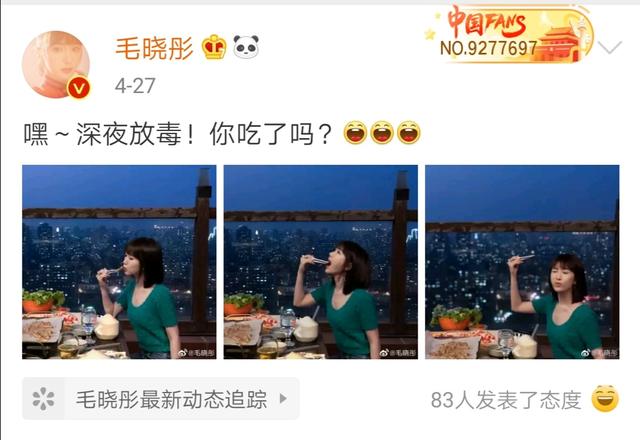 毛晓彤
中国FANS
NO.9277697
4-27
嘿～深夜放毒！你吃了吗？
@毛晓彤
@毛晓彤
@毛晓彤
毛晓彤最新动态追踪
83人发表了态度